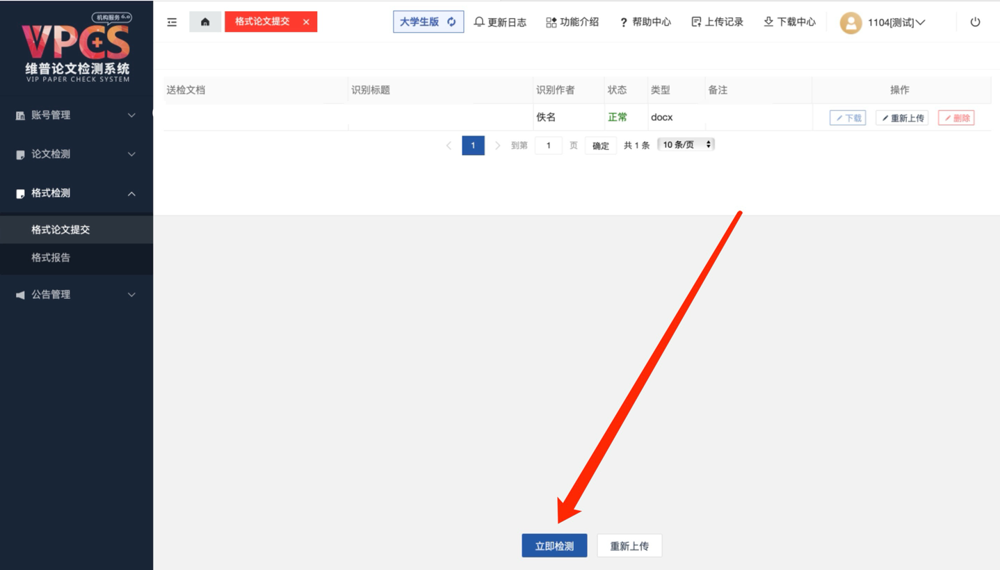 机构服务 6.0
VPCS
维普论文检测系统
VIP PAPER CHECK SYSTEM
账号管理
论文检测
格式检测
格式论文提交
格式报告
公告管理
格式论文提交 ×
大学生版
更新日志
功能介绍
? 帮助中心
上传记录
下载中心
1104[测试]
送检文档 识别标题 识别作者 状态 类型 备注 操作
佚名 正常 docx 下载 重新上传 删除
1 到第 1 页 确定 共 1 条 10 条/页
立即检测 重新上传